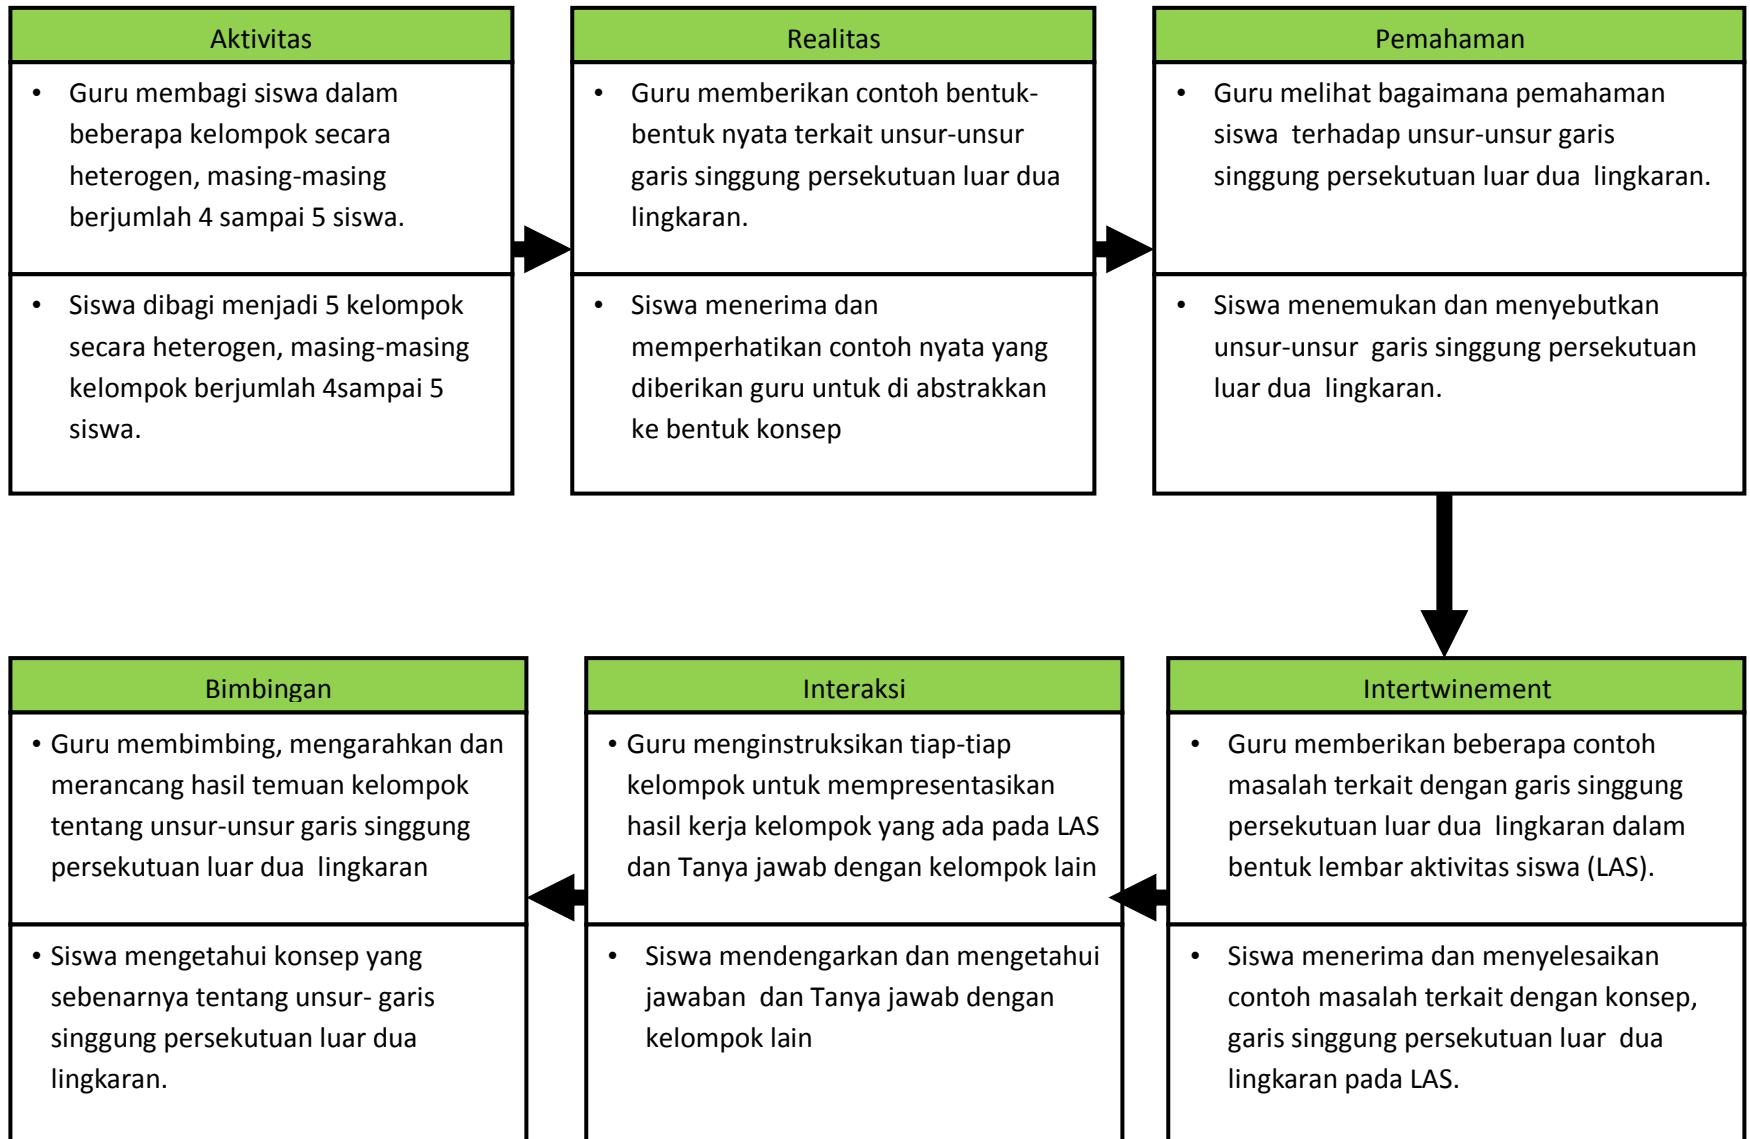 Aktivitas
• Guru membagi siswa dalam
beberapa kelompok secara
heterogen, masing-masing
berjumlah 4 sampai 5 siswa.
• Siswa dibagi menjadi 5 kelompok
secara heterogen, masing-masing
kelompok berjumlah 4sampai 5
siswa.
Realitas
• Guru memberikan contoh bentuk-
bentuk nyata terkait unsur-unsur
garis singgung persekutuan luar dua
lingkaran.
• Siswa menerima dan
memperhatikan contoh nyata yang
diberikan guru untuk di abstrakkan
ke bentuk konsep
Pemahaman
• Guru melihat bagaimana pemahaman
siswa terhadap unsur-unsur garis
singgung persekutuan luar dua lingkaran.
• Siswa menemukan dan menyebutkan
unsur-unsur garis singgung persekutuan
luar dua lingkaran.
Intertwinement
• Guru memberikan beberapa contoh
masalah terkait dengan garis singgung
persekutuan luar dua lingkaran dalam
bentuk lembar aktivitas siswa (LAS).
• Siswa menerima dan menyelesaikan
contoh masalah terkait dengan konsep,
garis singgung persekutuan luar dua
lingkaran pada LAS.
Interaksi
• Guru menginstruksikan tiap-tiap
kelompok untuk mempresentasikan
hasil kerja kelompok yang ada pada LAS
dan Tanya jawab dengan kelompok lain
• Siswa mendengarkan dan mengetahui
jawaban dan Tanya jawab dengan
kelompok lain
Bimbingan
• Guru membimbing, mengarahkan dan
merancang hasil temuan kelompok
tentang unsur-unsur garis singgung
persekutuan luar dua lingkaran
• Siswa mengetahui konsep yang
sebenarnya tentang unsur- garis
singgung persekutuan luar dua
lingkaran.